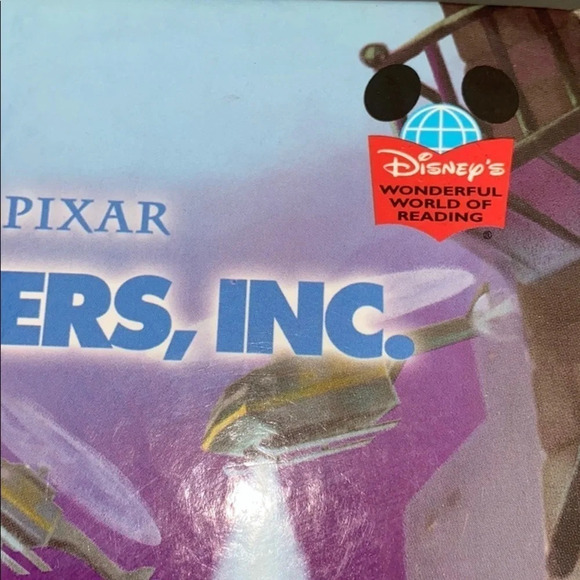 DISNEY'S
WONDERFUL
WORLD OF
READING
®
PIXAR
ERS, INC.